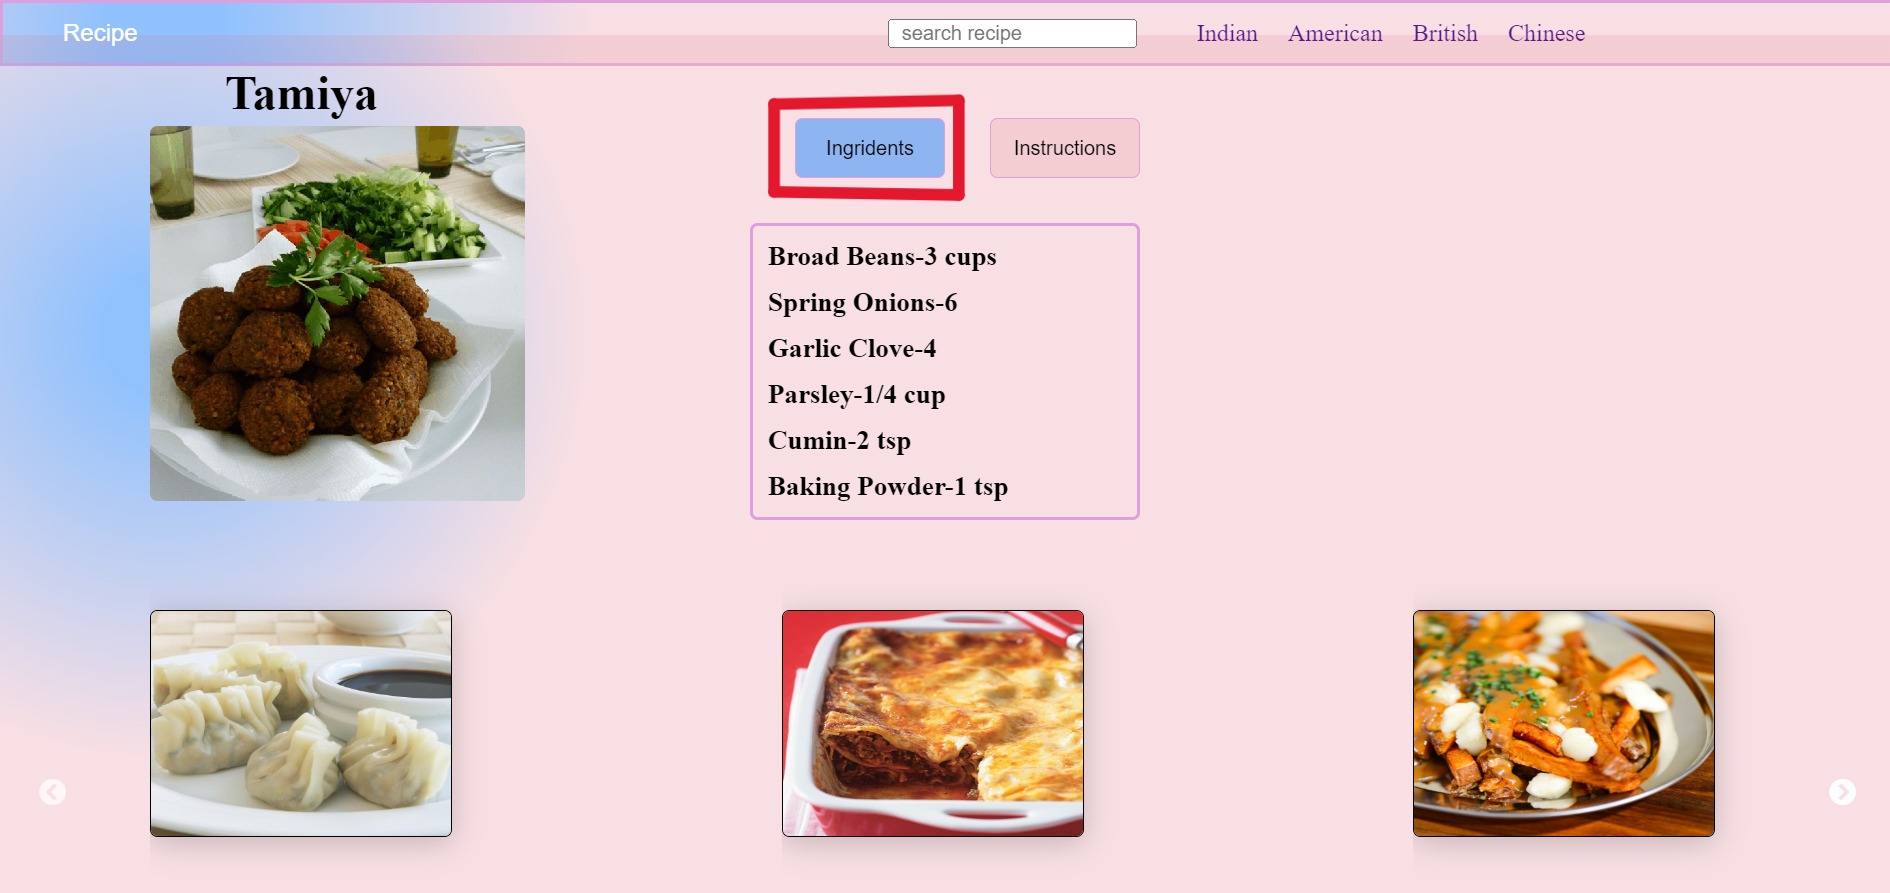 Recipe
search recipe
Indian
American
British
Chinese
Tamiya
Ingridents
Instructions
Broad Beans-3 cups
Spring Onions-6
Garlic Clove-4
Parsley-1/4 cup
Cumin-2 tsp
Baking Powder-1 tsp